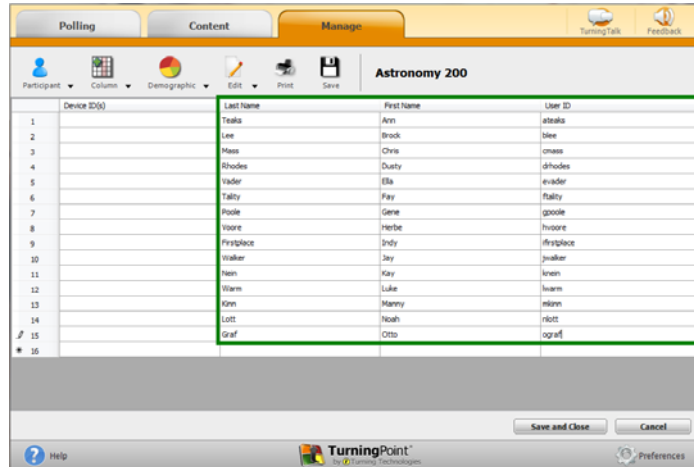 Polling Content Manage TurningTalk Feedback
Participant Column Demographic Edit Print Save Astronomy 200
Device ID(s) Last Name First Name User ID
1 Teaks Ann ateaks
2 Lee Brock blee
3 Mass Chris cmass
4 Rhodes Dusty drhodes
5 Vader Ella evader
6 Tality Fay ftality
7 Poole Gene gpoole
8 Voore Herbe hvoore
9 Firstplace Indy ifirstplace
10 Walker Jay jwalker
11 Nein Kay knein
12 Warm Luke lwarm
13 Kinn Manny mkinn
14 Lott Noah nlott
15 Graf Otto ograf
16
Save and Close Cancel
? Help TurningPoint Preferences
by Turning Technologies